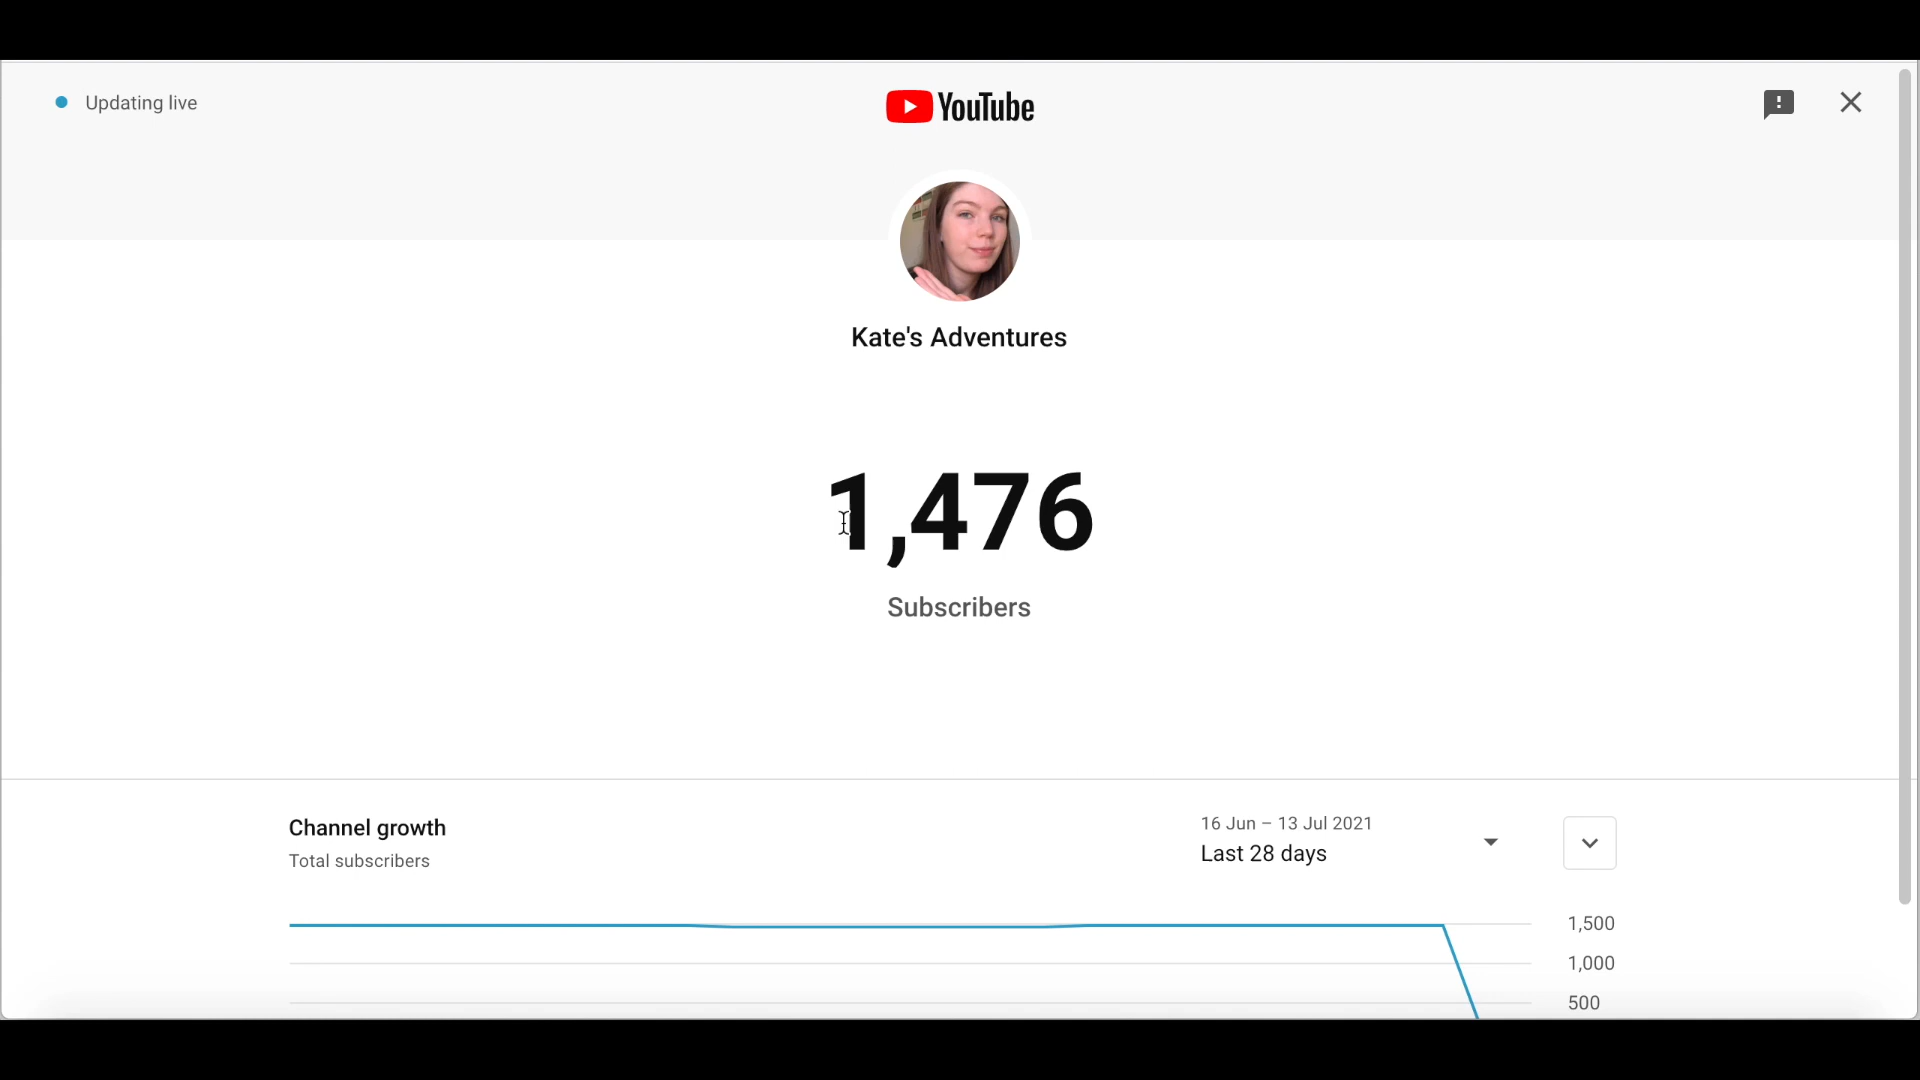 Updating live
YouTube
Kate's Adventures
1,476
Subscribers
Channel growth
Total subscribers
16 Jun – 13 Jul 2021
Last 28 days
1,500
1,000
500